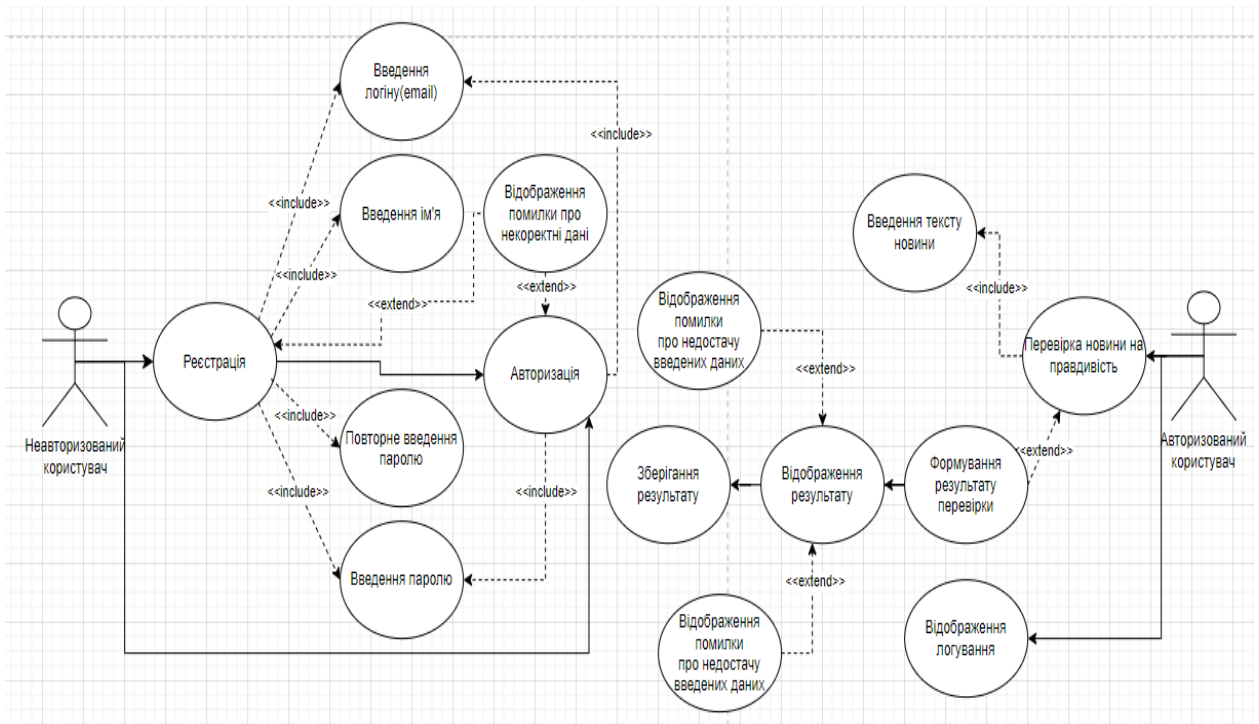 Введення
логіну(email)
<<include>>
Введення ім'я
Відображення
помилки про
некоректні дані
<<include>>
<<include>>
<<extend>>
<<extend>>
Реєстрація
Авторизація
Неавторизований
користувач
<<include>>
Повторне введення
паролю
<<include>>
<<include>>
Введення паролю
Введення тексту
новини
<<include>>
Відображення
помилки
про недостачу
введених даних
Перевірка новини на
правдивість
<<extend>>
Авторизований
користувач
<<extend>>
Зберігання
результату
Відображення
результату
Формування
результату
перевірки
<<extend>>
Відображення
помилки
про недостачу
введених даних
Відображення
логування